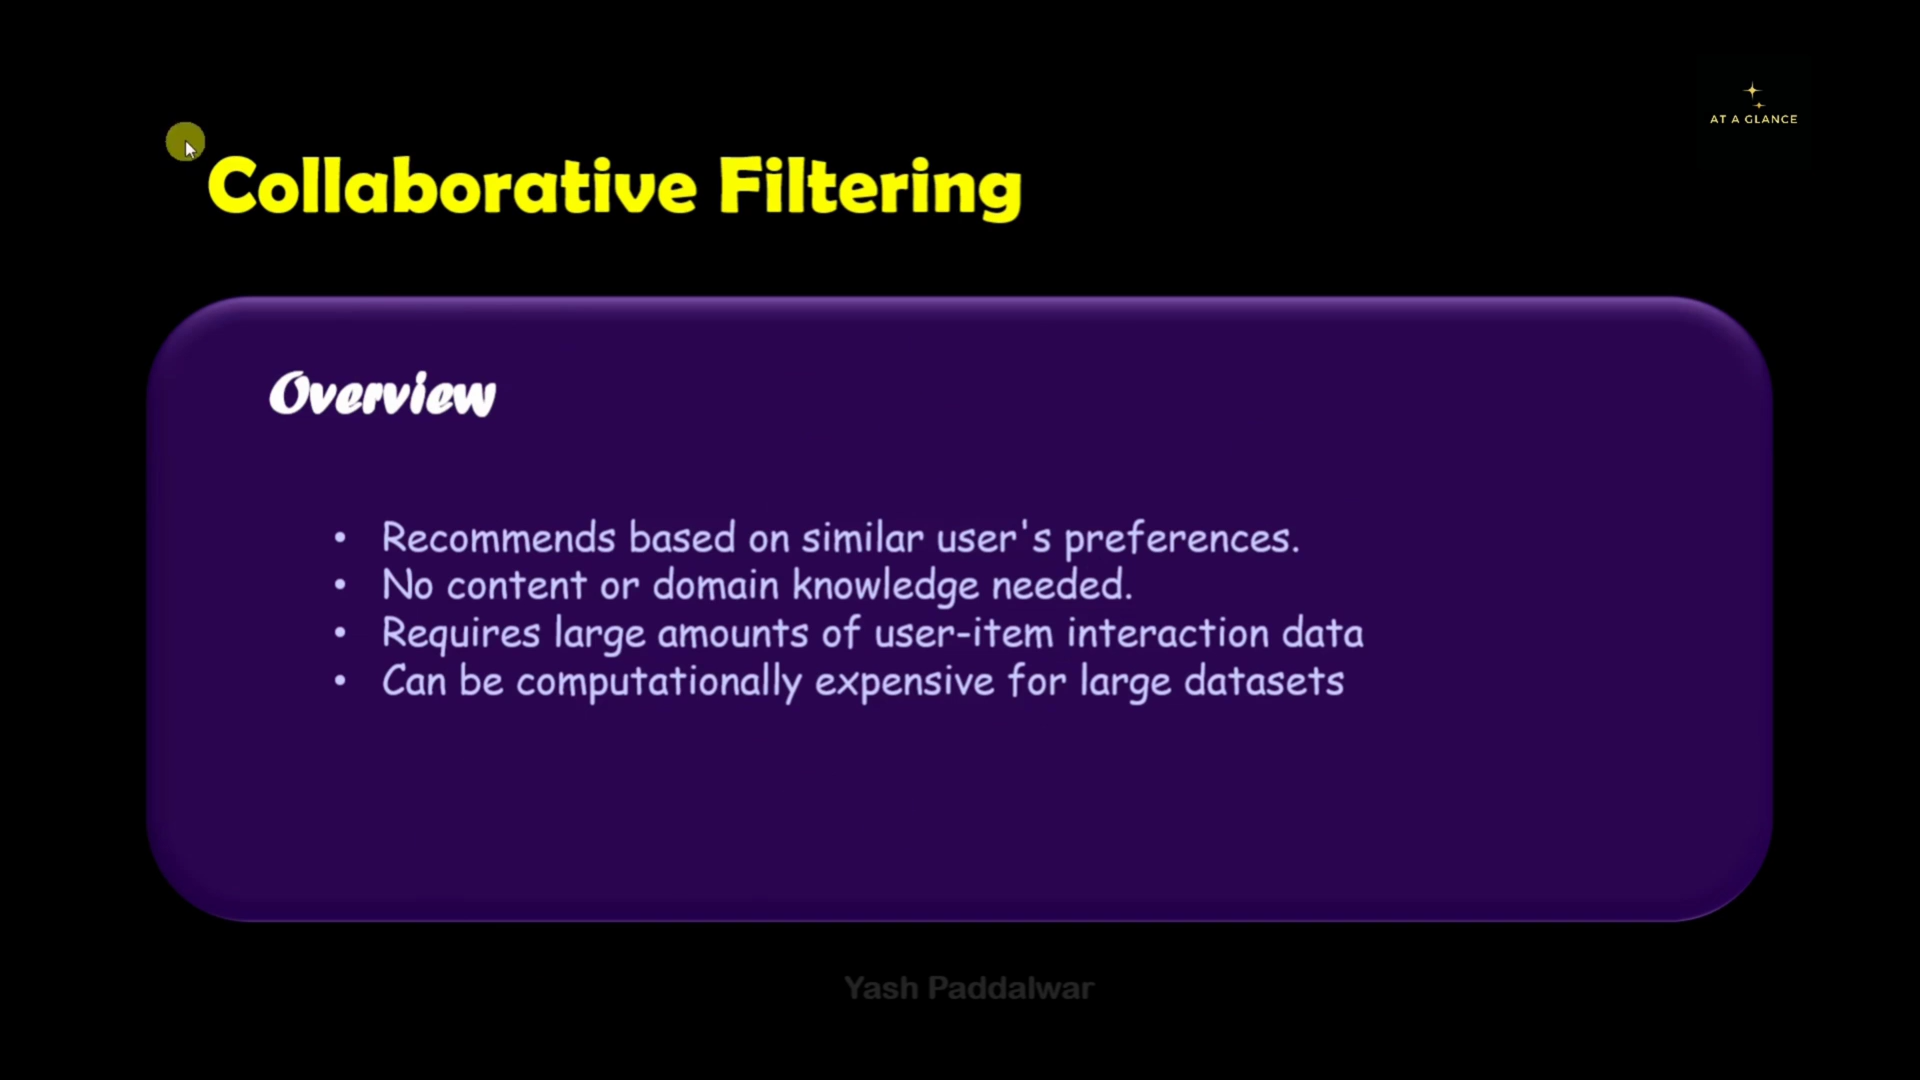 AT A GLANCE
Collaborative Filtering
Overview
• Recommends based on similar user's preferences.
• No content or domain knowledge needed.
• Requires large amounts of user-item interaction data
• Can be computationally expensive for large datasets
Yash Paddalwar